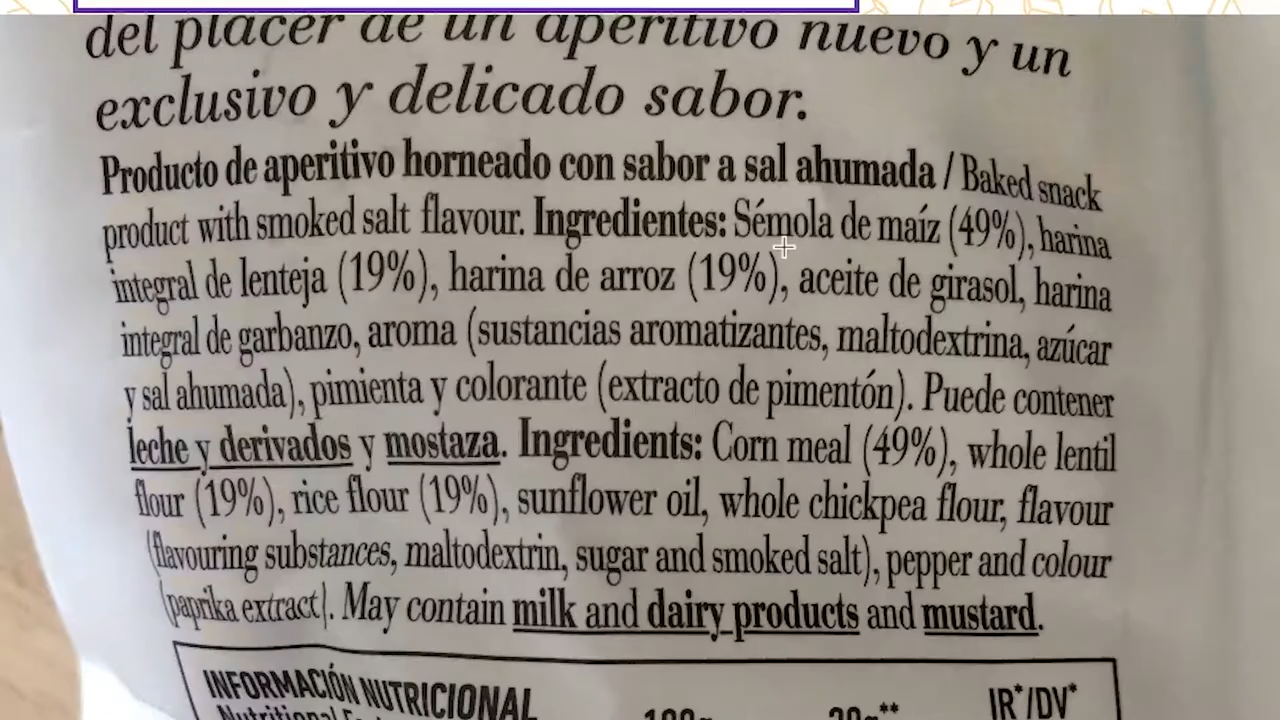 del placer de un aperitivo nuevo y un
exclusivo y delicado sabor.
Producto de aperitivo horneado con sabor a sal ahumada / Baked snack
product with smoked salt flavour. Ingredientes: Sémola de maíz (49%), harina
integral de lenteja (19%), harina de arroz (19%), aceite de girasol, harina
integral de garbanzo, aroma (sustancias aromatizantes, maltodextrina, azúcar
y sal ahumada), pimienta y colorante (extracto de pimentón). Puede contener
leche y derivados y mostaza. Ingredients: Corn meal (49%), whole lentil
flour (19%), rice flour (19%), sunflower oil, whole chickpea flour, flavour
(flavouring substances, maltodextrin, sugar and smoked salt), pepper and colour
(paprika extract). May contain milk and dairy products and mustard.
INFORMACIÓN NUTRICIONAL IR*/DV*